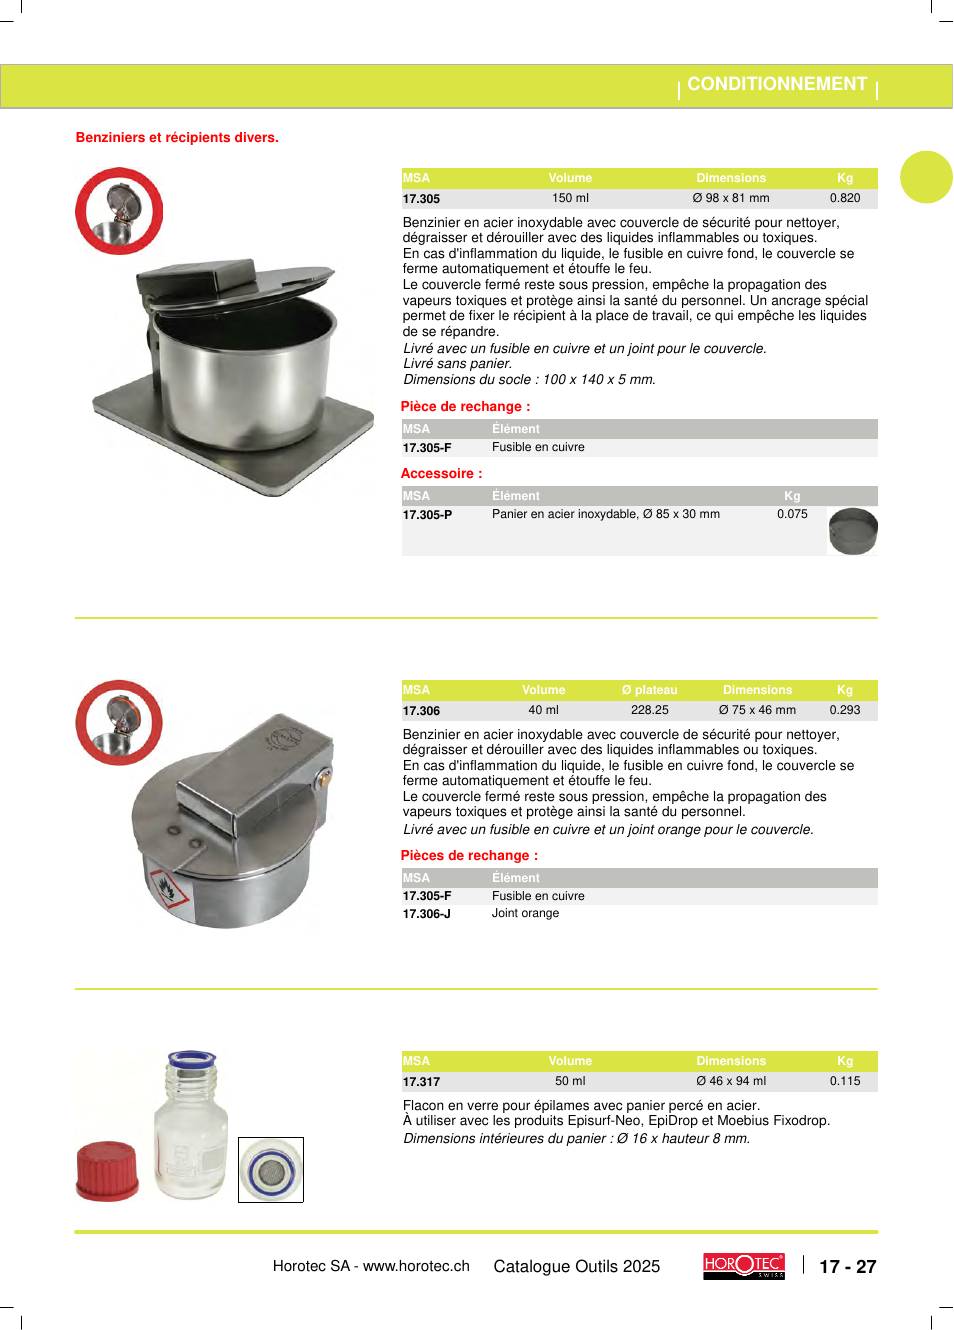 CONDITIONNEMENT
Benziniers et récipients divers.
MSA Volume Dimensions Kg
17.305 150 ml Ø 98 x 81 mm 0.820
Benzinier en acier inoxydable avec couvercle de sécurité pour nettoyer,
dégraisser et dérouiller avec des liquides inflammables ou toxiques.
En cas d'inflammation du liquide, le fusible en cuivre fond, le couvercle se
ferme automatiquement et étouffe le feu.
Le couvercle fermé reste sous pression, empêche la propagation des
vapeurs toxiques et protège ainsi la santé du personnel. Un ancrage spécial
permet de fixer le récipient à la place de travail, ce qui empêche les liquides
de se répandre.
Livré avec un fusible en cuivre et un joint pour le couvercle.
Livré sans panier.
Dimensions du socle : 100 x 140 x 5 mm.
Pièce de rechange :
MSA Élément
17.305-F Fusible en cuivre
Accessoire :
MSA Élément Kg
17.305-P Panier en acier inoxydable, Ø 85 x 30 mm 0.075
MSA Volume Ø plateau Dimensions Kg
17.306 40 ml 228.25 Ø 75 x 46 mm 0.293
Benzinier en acier inoxydable avec couvercle de sécurité pour nettoyer,
dégraisser et dérouiller avec des liquides inflammables ou toxiques.
En cas d'inflammation du liquide, le fusible en cuivre fond, le couvercle se
ferme automatiquement et étouffe le feu.
Le couvercle fermé reste sous pression, empêche la propagation des
vapeurs toxiques et protège ainsi la santé du personnel.
Livré avec un fusible en cuivre et un joint orange pour le couvercle.
Pièces de rechange :
MSA Élément
17.305-F Fusible en cuivre
17.306-J Joint orange
MSA Volume Dimensions Kg
17.317 50 ml Ø 46 x 94 ml 0.115
Flacon en verre pour épilames avec panier percé en acier.
À utiliser avec les produits Episurf-Neo, EpiDrop et Moebius Fixodrop.
Dimensions intérieures du panier : Ø 16 x hauteur 8 mm.
Horotec SA - www.horotec.ch Catalogue Outils 2025 HOROTEC SWISS 17 - 27